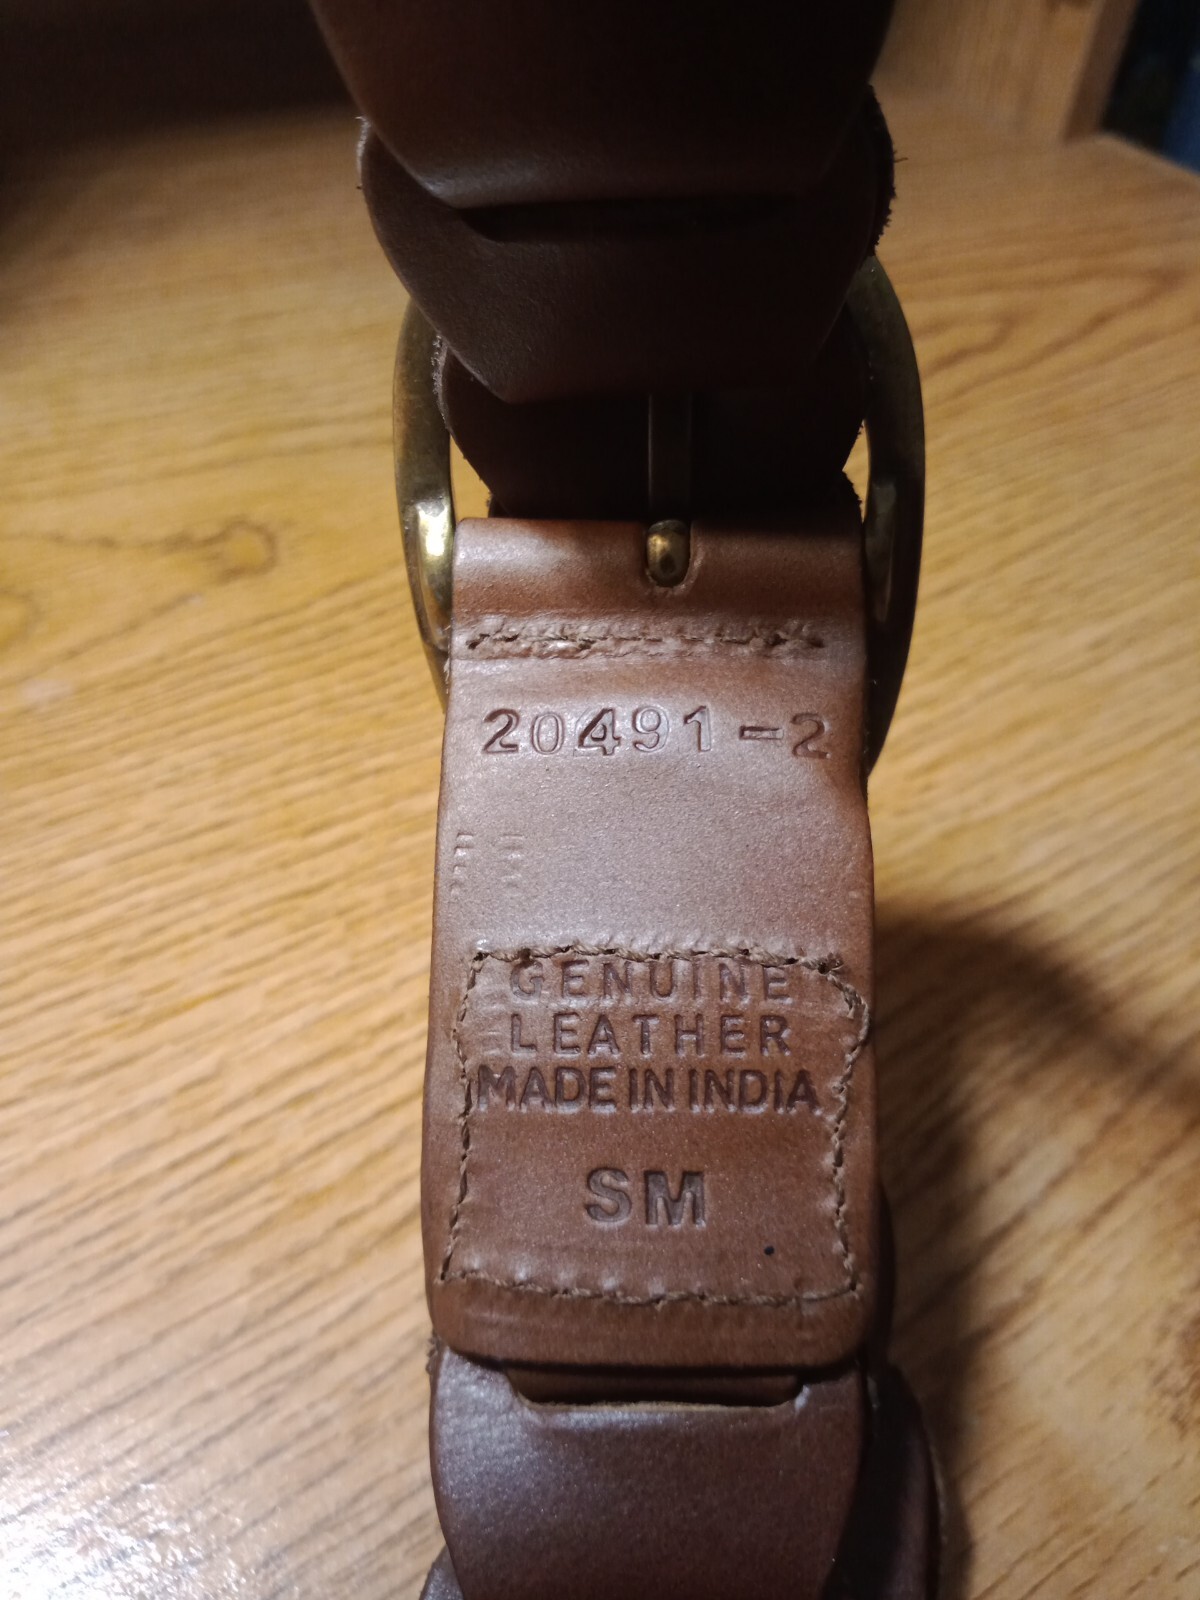 20491-2
GENUINE
LEATHER
MADE IN INDIA
SM